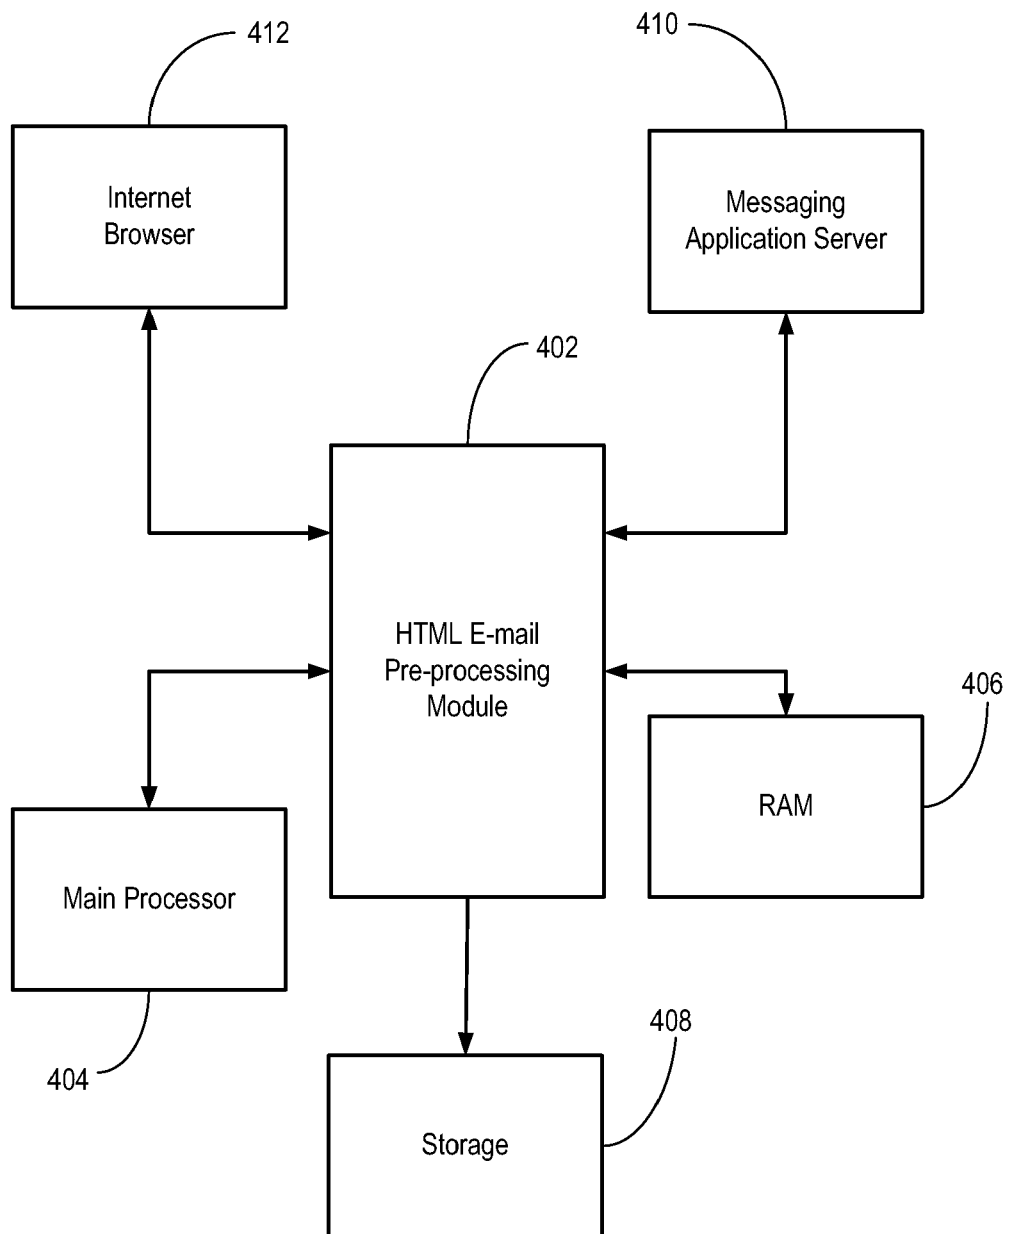 412
410
Internet
Browser
Messaging
Application Server
402
HTML E-mail
Pre-processing
Module
406
RAM
Main Processor
404
408
Storage